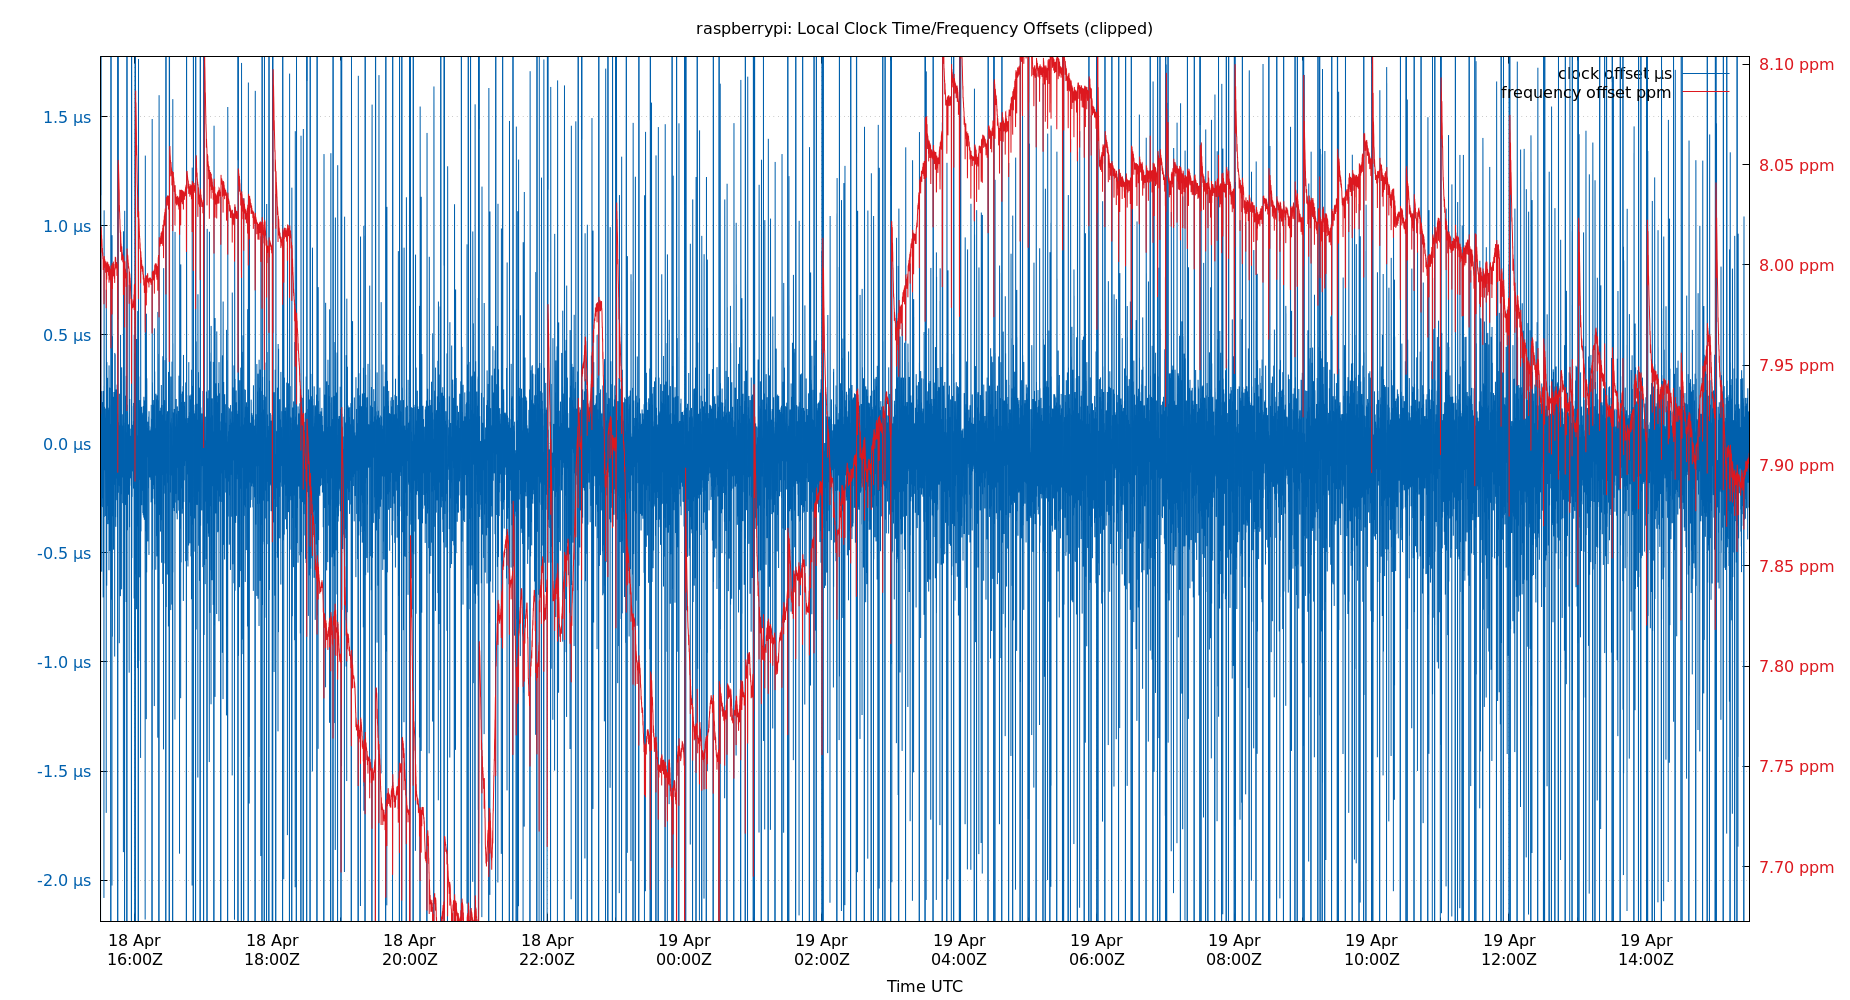 raspberrypi: Local Clock Time/Frequency Offsets (clipped)
clock offset µs
frequency offset ppm
1.5 µs
1.0 µs
0.5 µs
0.0 µs
-0.5 µs
-1.0 µs
-1.5 µs
-2.0 µs
8.10 ppm
8.05 ppm
8.00 ppm
7.95 ppm
7.90 ppm
7.85 ppm
7.80 ppm
7.75 ppm
7.70 ppm
18 Apr
16:00Z
18 Apr
18:00Z
18 Apr
20:00Z
18 Apr
22:00Z
19 Apr
00:00Z
19 Apr
02:00Z
19 Apr
04:00Z
19 Apr
06:00Z
19 Apr
08:00Z
19 Apr
10:00Z
19 Apr
12:00Z
19 Apr
14:00Z
Time UTC